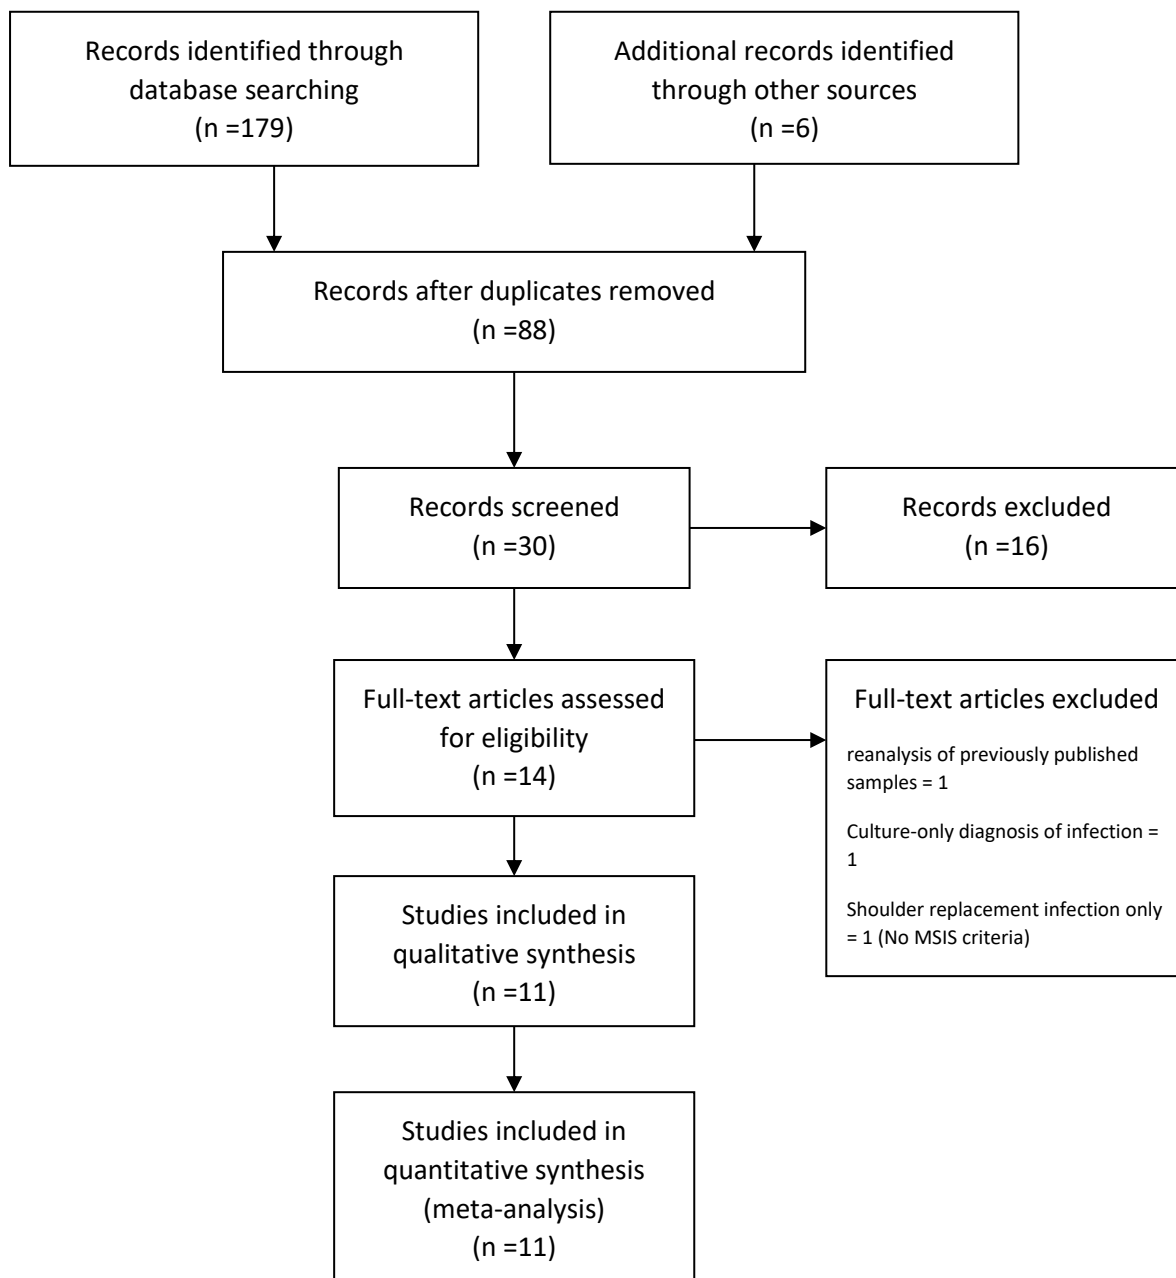 Records identified through
database searching
(n =179)
Additional records identified
through other sources
(n =6)
Records after duplicates removed
(n =88)
Records screened
(n =30)
Records excluded
(n =16)
Full-text articles assessed
for eligibility
(n =14)
Full-text articles excluded
reanalysis of previously published
samples = 1
Culture-only diagnosis of infection =
1
Shoulder replacement infection only
= 1 (No MSIS criteria)
Studies included in
qualitative synthesis
(n =11)
Studies included in
quantitative synthesis
(meta-analysis)
(n =11)